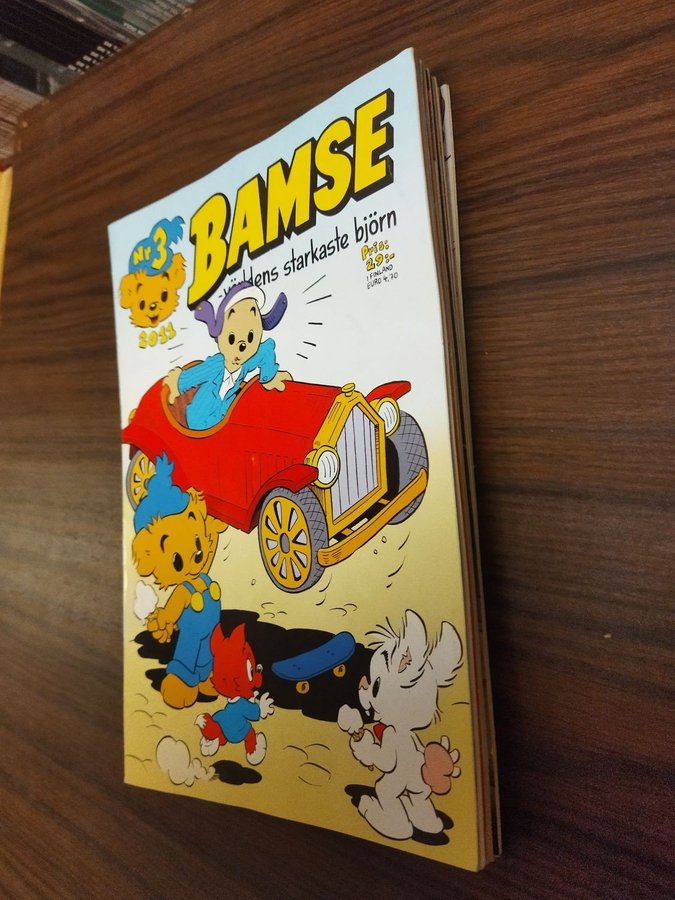 BAMSE
världens starkaste björn
Nr 3
2011
Pris:
29:-
I FINLAND
EURO 4,70